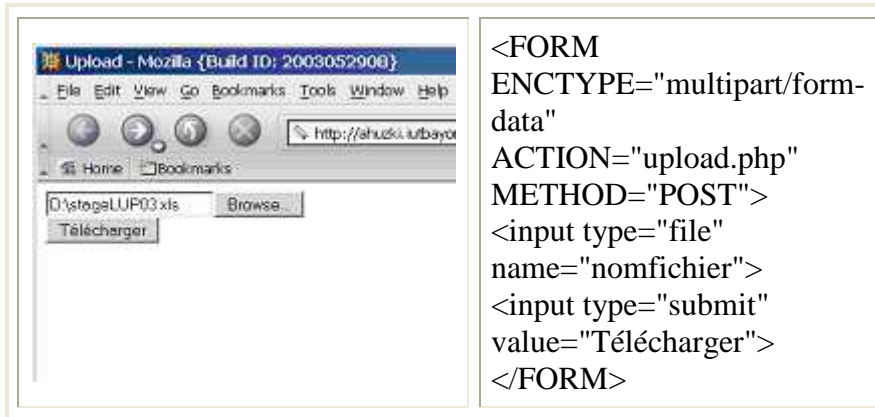 Upload - Mozilla {Build ID: 2003052908}
File Edit View Go Bookmarks Tools Window Help
http://ahuzki.iutbayon
Home Bookmarks
D:\stageLUP03.xls Browse...
Télécharger
<FORM
ENCTYPE="multipart/form-
data"
ACTION="upload.php"
METHOD="POST">
<input type="file"
name="nomfichier">
<input type="submit"
value="Télécharger">
</FORM>